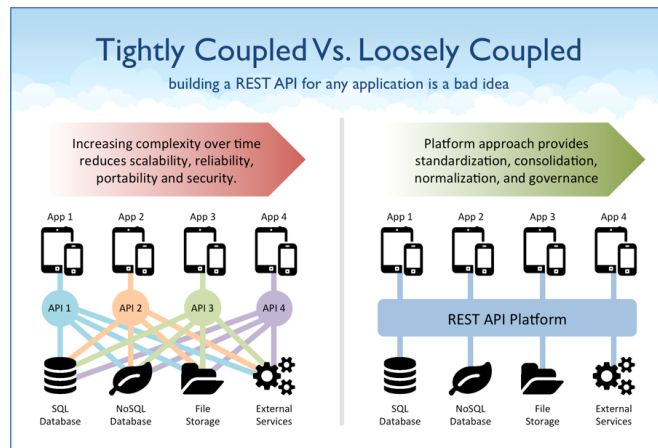 Tightly Coupled Vs. Loosely Coupled
building a REST API for any application is a bad idea
Increasing complexity over time
reduces scalability, reliability,
portability and security.
App 1 App 2 App 3 App 4
API 1 API 2 API 3 API 4
SQL NoSQL File External
Database Database Storage Services
Platform approach provides
standardization, consolidation,
normalization, and governance
App 1 App 2 App 3 App 4
REST API Platform
SQL NoSQL File External
Database Database Storage Services